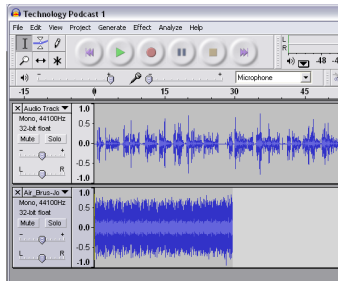 Technology Podcast 1
File Edit View Project Generate Effect Analyze Help
L
R
-48
Microphone
-15 0 15 30 45
Audio Track
Mono, 44100Hz
32-bit float
Mute Solo
- +
L R
1.0
0.5
0.0
-0.5
-1.0
Air_Brus-Jo
Mono, 44100Hz
32-bit float
Mute Solo
- +
L R
1.0
0.5
0.0
-0.5
-1.0